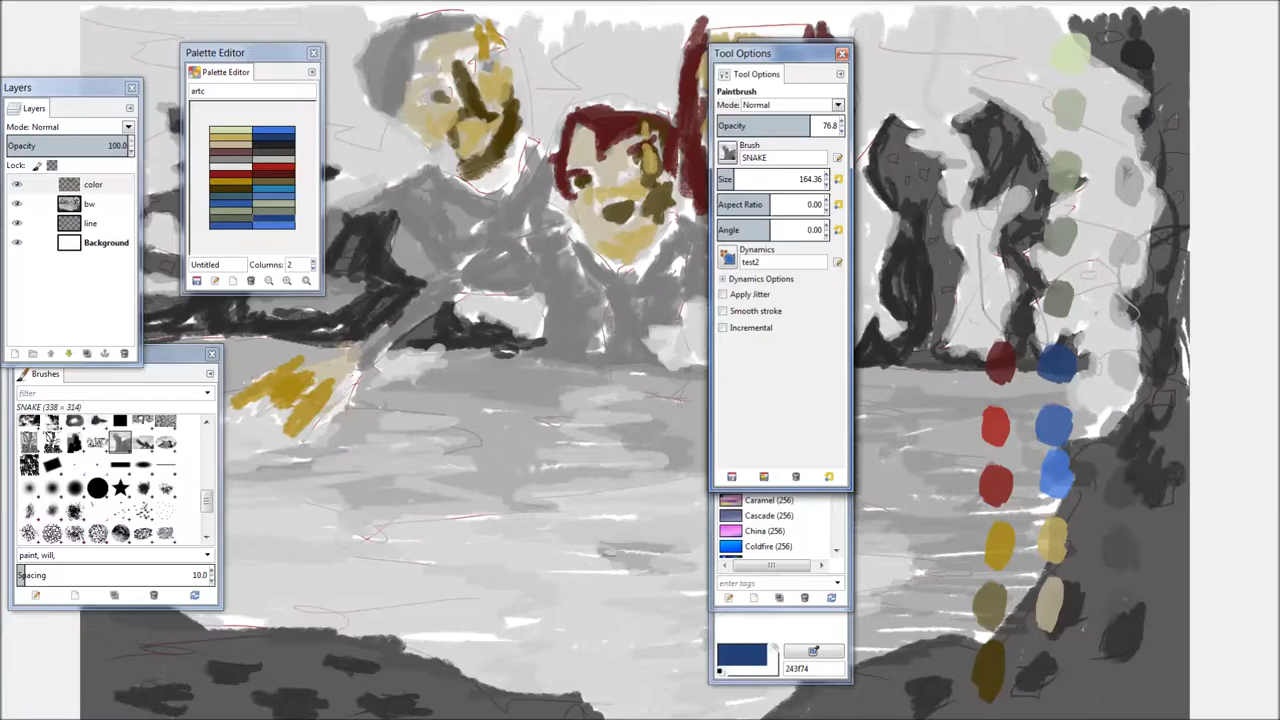 Layers
Layers
Mode: Normal
Opacity 100.0
Lock:
color
bw
line
Background
Palette Editor
Palette Editor
artc
Untitled Columns: 2
Brushes
filter
SNAKE (338 × 314)
paint, will,
Spacing 10.0
Tool Options
Tool Options
Paintbrush
Mode: Normal
Opacity 76.8
Brush
SNAKE
Size 164.36
Aspect Ratio 0.00
Angle 0.00
Dynamics
test2
Dynamics Options
Apply Jitter
Smooth stroke
Incremental
Caramel (256)
Cascade (256)
China (256)
Coldfire (256)
enter tags
243f74